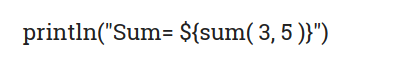 println("Sum= ${sum( 3, 5 )}")